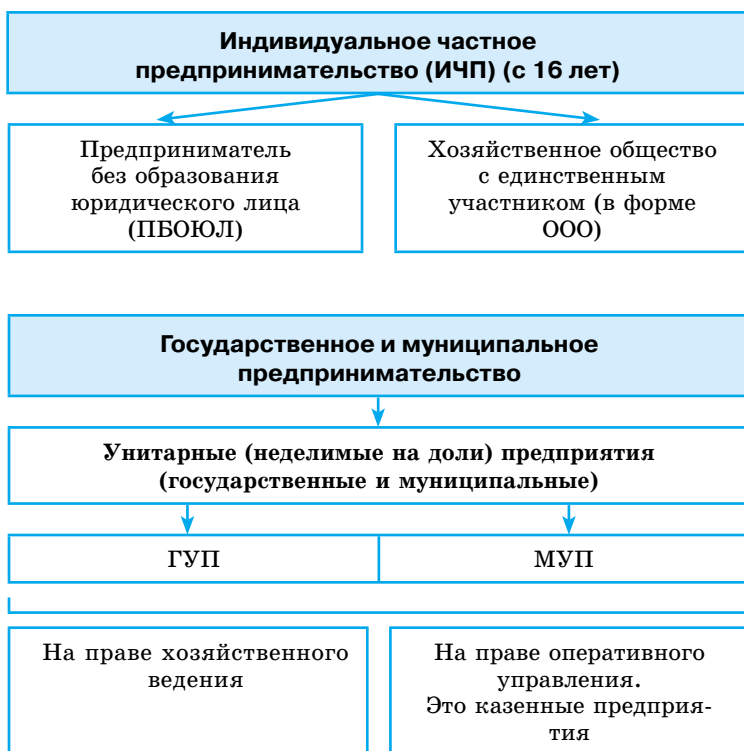 Индивидуальное частное
предпринимательство (ИЧП) (с 16 лет)
Предприниматель
без образования
юридического лица
(ПБОЮЛ)
Хозяйственное общество
с единственным
участником (в форме
ООО)
Государственное и муниципальное
предпринимательство
Унитарные (неделимые на доли) предприятия
(государственные и муниципальные)
ГУП
МУП
На праве хозяйственного
ведения
На праве оперативного
управления.
Это казенные предприя-
тия